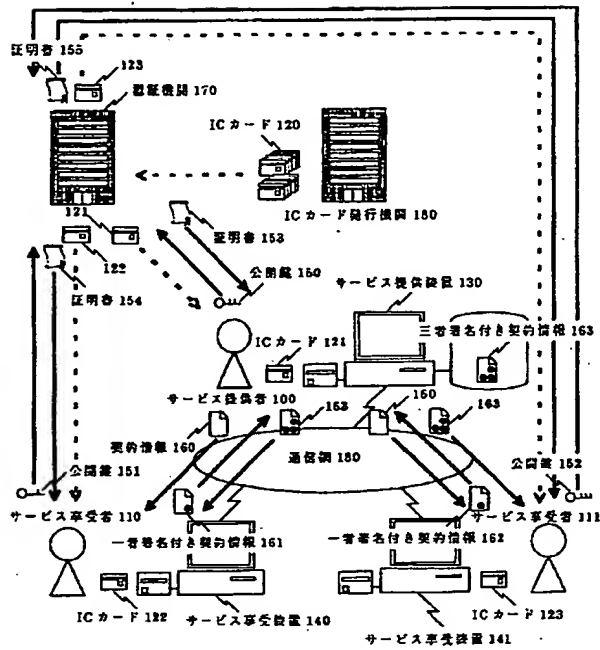 証明書 155
123
認証機関 170
ICカード 120
ICカード発行機関 180
121
122
証明書 153
証明書 154
公開鍵 150
サービス提供装置 130
三者署名付き契約情報 163
ICカード 121
サービス提供者 100
153
150
163
契約情報 160
通信網 180
公開鍵 151
公開鍵 152
サービス享受者 110
サービス享受者 111
一者署名付き契約情報 161
一者署名付き契約情報 162
ICカード 122
ICカード 123
サービス享受装置 140
サービス享受装置 141